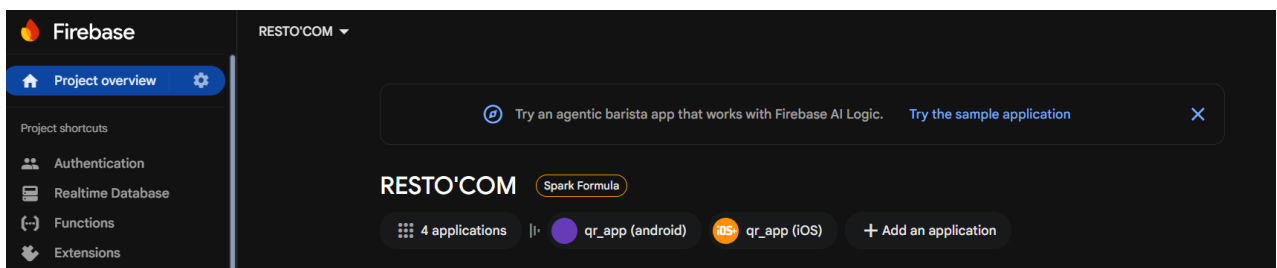 Firebase
RESTO'COM
Project overview
Try an agentic barista app that works with Firebase AI Logic. Try the sample application
Project shortcuts
Authentication
Realtime Database
Functions
Extensions
RESTO'COM Spark Formula
4 applications qr_app (android) iOS+ qr_app (iOS) + Add an application